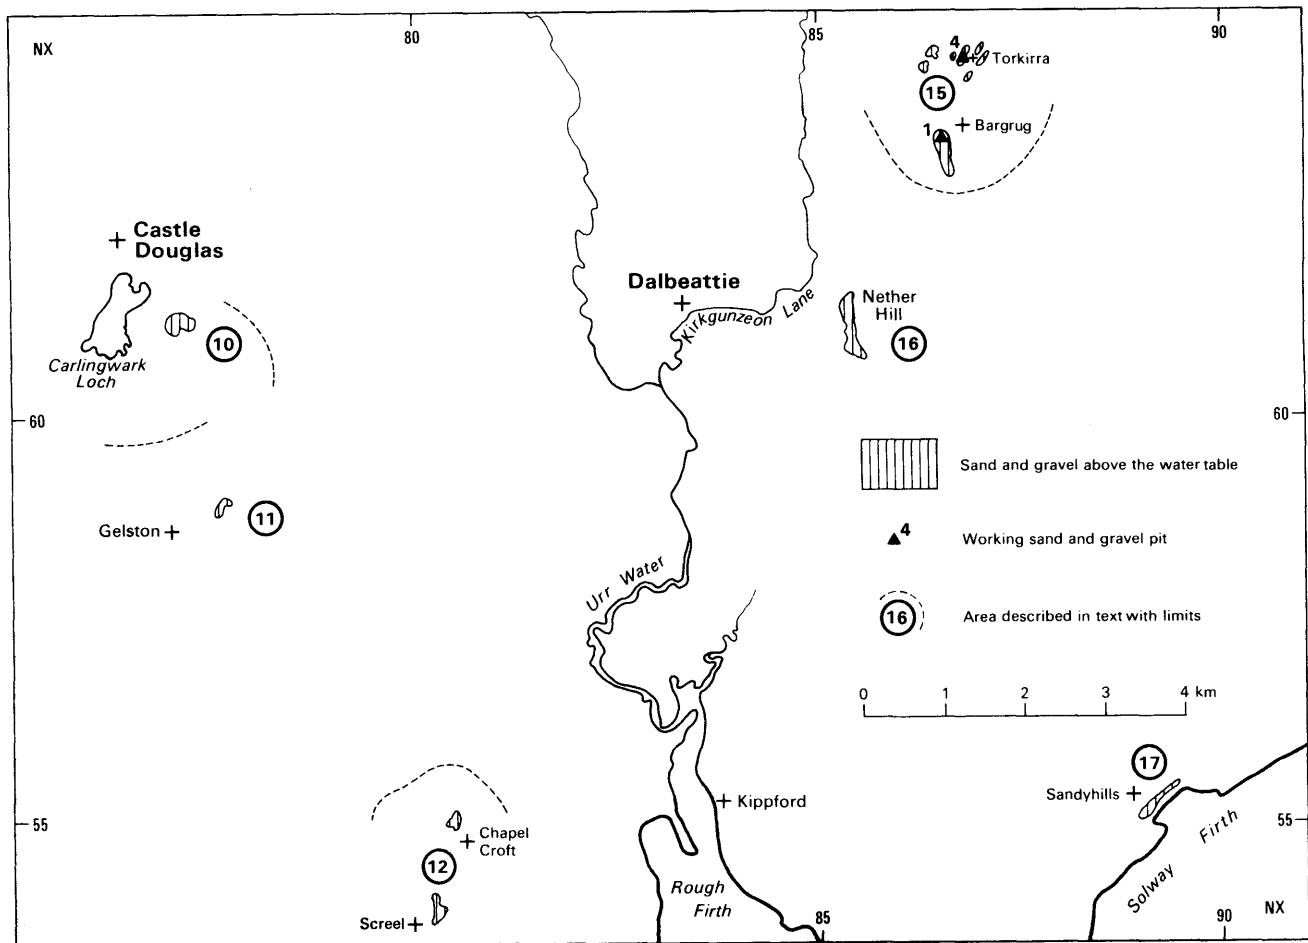 80
85
90
NX
4
Torkirra
15
1
Bargrug
Castle
Douglas
Dalbeattie
Kirkgunzeon Lane
Nether
Hill
16
10
Carlingwark
Loch
60
60
Sand and gravel above the water table
11
Gelston
4
Working sand and gravel pit
Urr Water
16
Area described in text with limits
0 1 2 3 4 km
17
Sandyhills
Kippford
55
55
Chapel
Croft
12
Solway Firth
Rough
Firth
Screel
85
90
NX